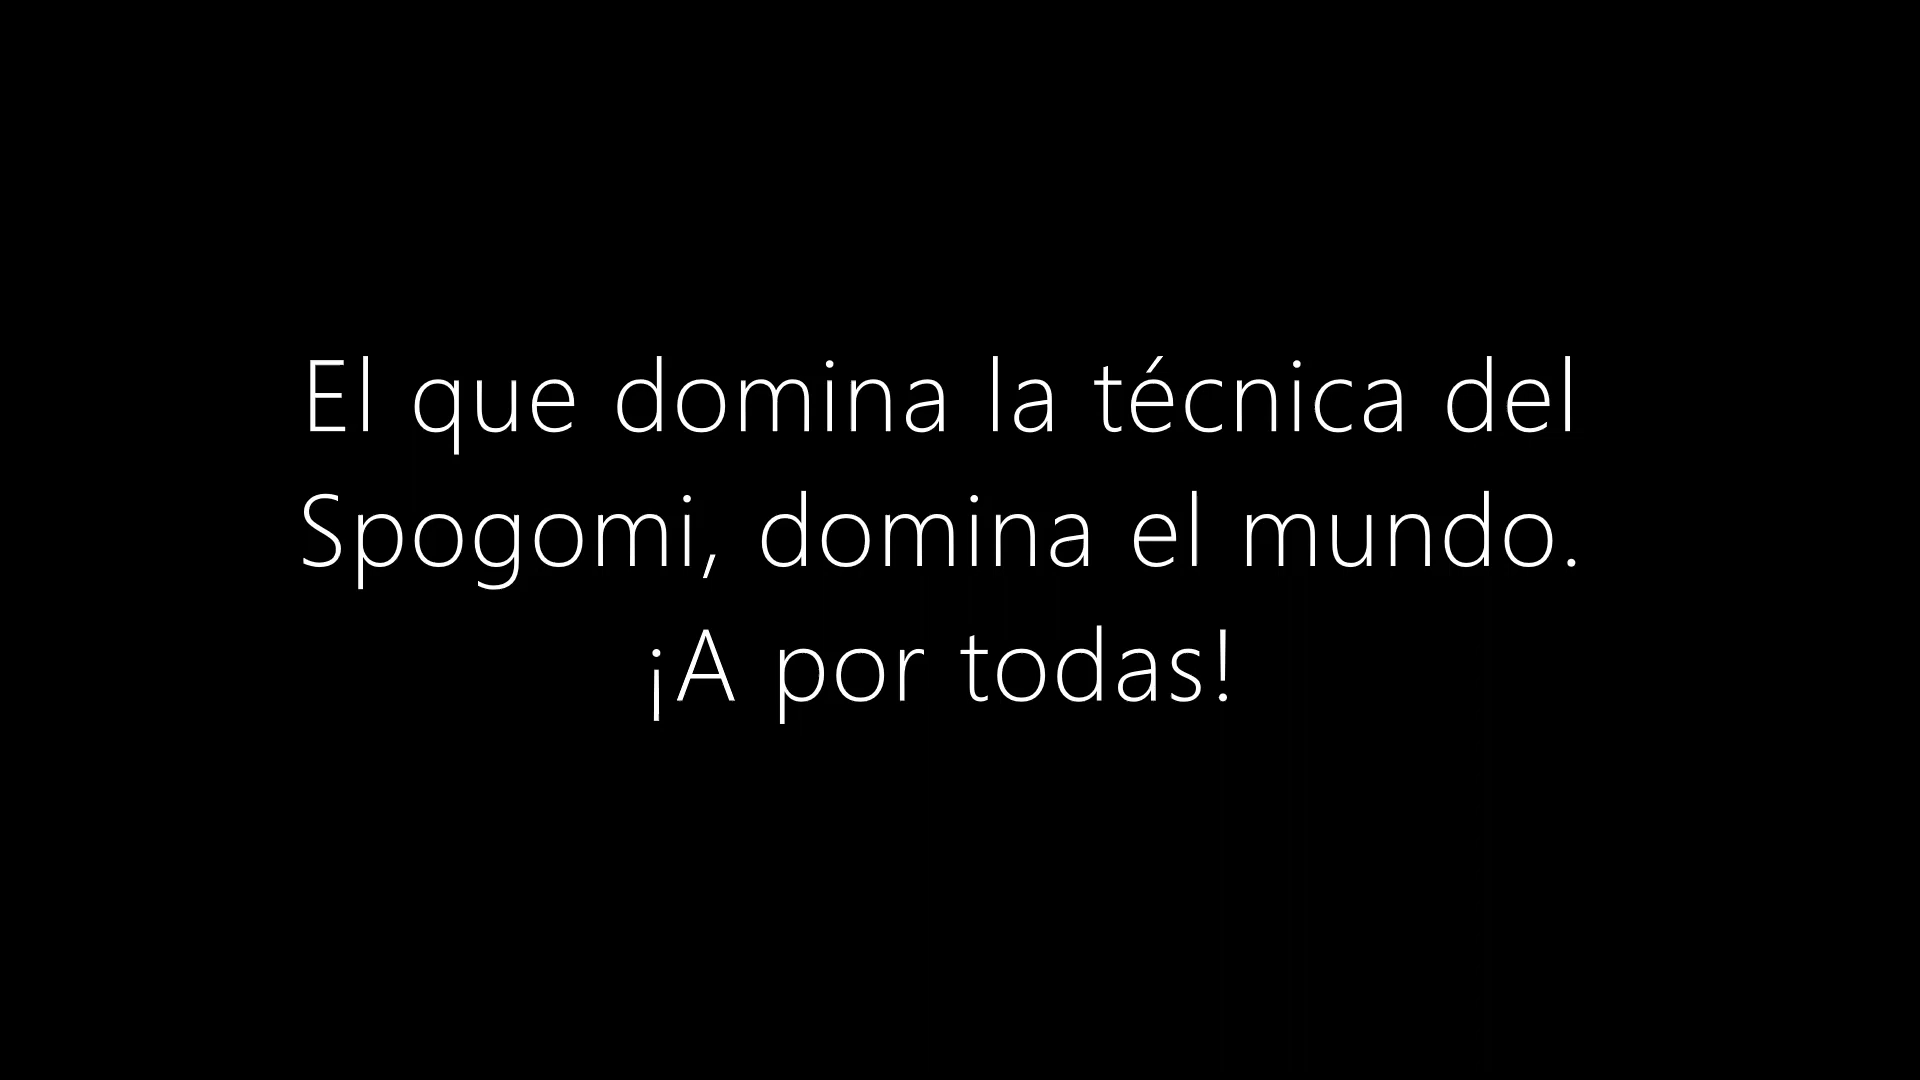 El que domina la técnica del
Spogomi, domina el mundo.
¡A por todas!